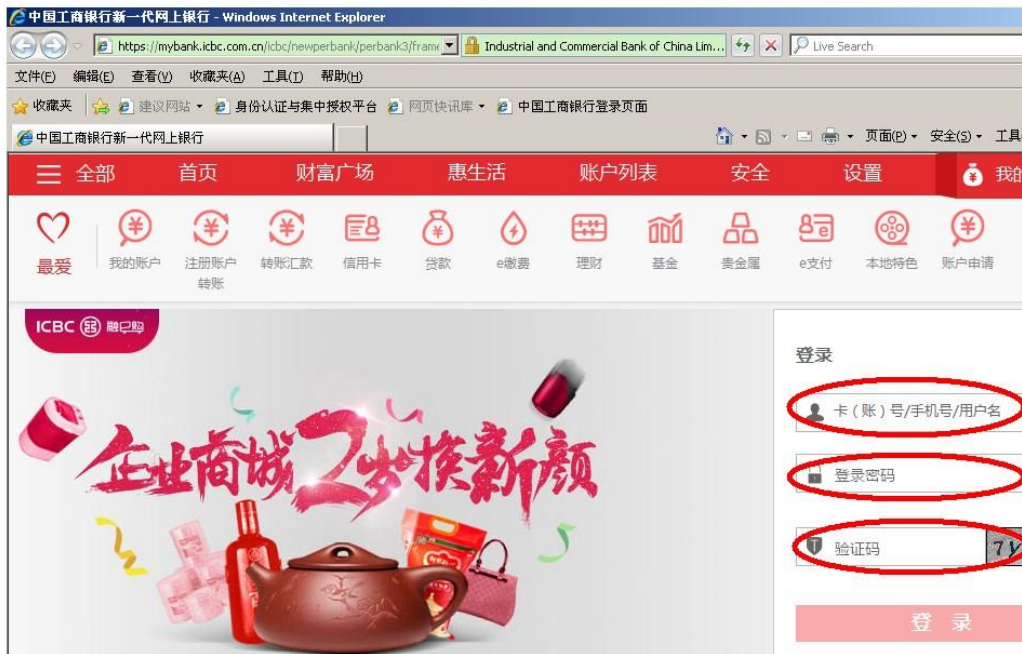 中国工商银行新一代网上银行 - Windows Internet Explorer
https://mybank.icbc.com.cn/icbc/newperbank/perbank3/frame Industrial and Commercial Bank of China Lim... Live Search
文件(F) 编辑(E) 查看(V) 收藏夹(A) 工具(T) 帮助(H)
收藏夹 建议网站 身份认证与集中授权平台 网页快讯库 中国工商银行登录页面
中国工商银行新一代网上银行 页面(P) 安全(S) 工具
全部 首页 财富广场 惠生活 账户列表 安全 设置 我的
最爱 我的账户 注册账户 转账汇款 信用卡 贷款 e缴费 理财 基金 贵金属 e支付 本地特色 账户申请
转账
ICBC 融e购
企业商城2岁换新颜
登录
卡（账）号/手机号/用户名
登录密码
验证码 7y
登 录